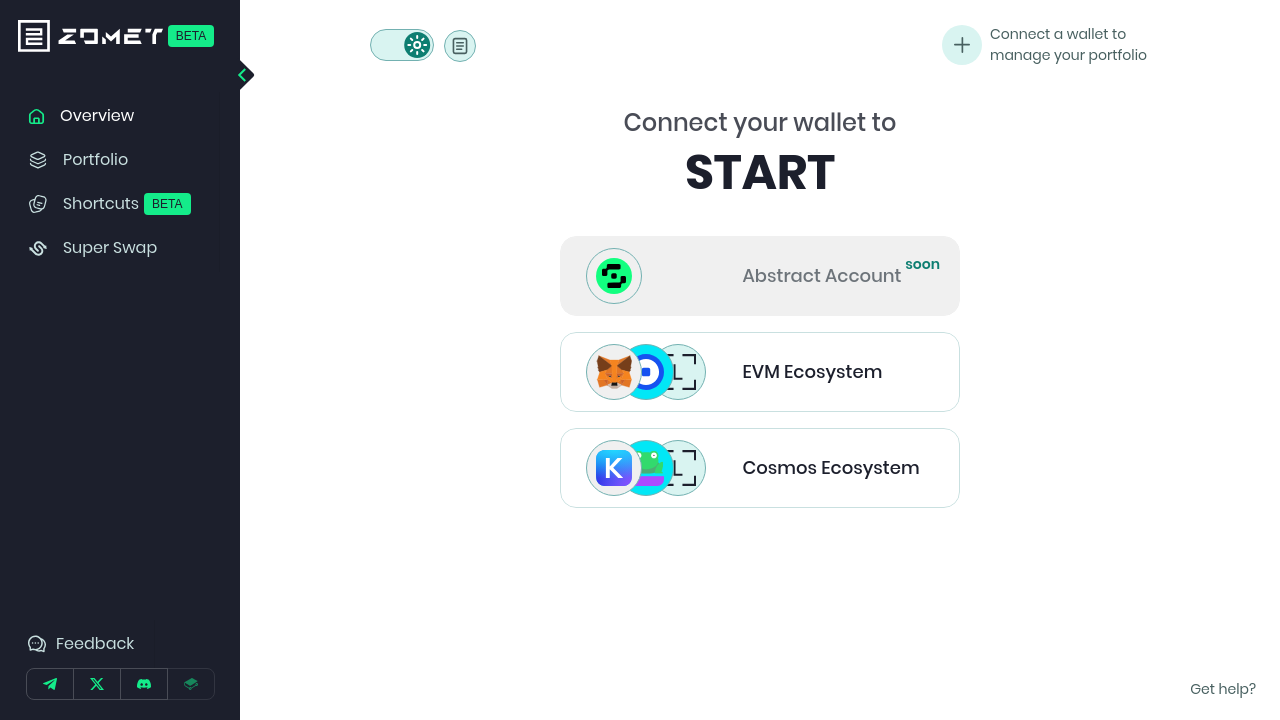 ZOMET BETA
Overview
Portfolio
Shortcuts BETA
Super Swap
Feedback
Connect a wallet to
manage your portfolio
Connect your wallet to
START
Abstract Account soon
EVM Ecosystem
K
Cosmos Ecosystem
Get help?